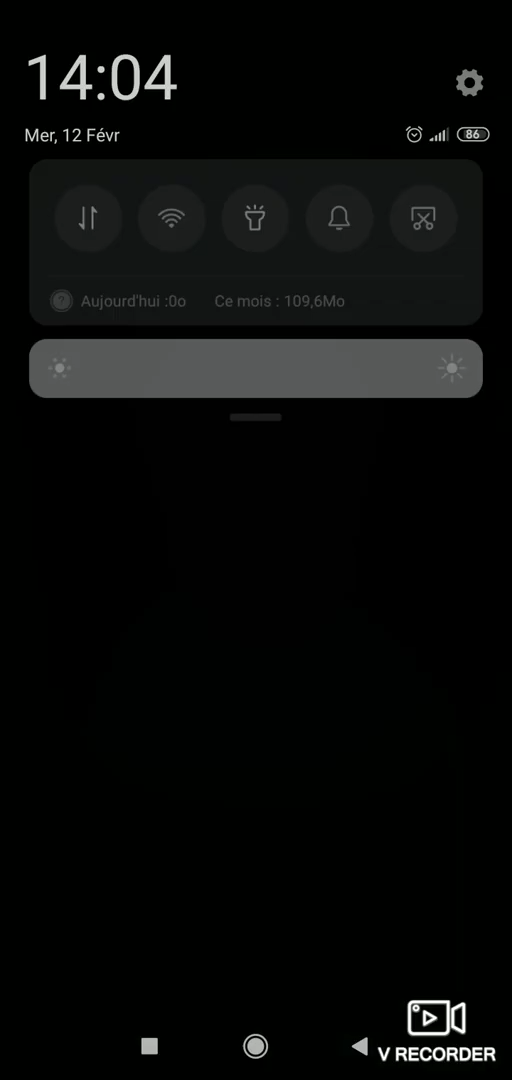 14:04
Mer, 12 Févr
86
Aujourd'hui :0o Ce mois : 109,6Mo
V RECORDER